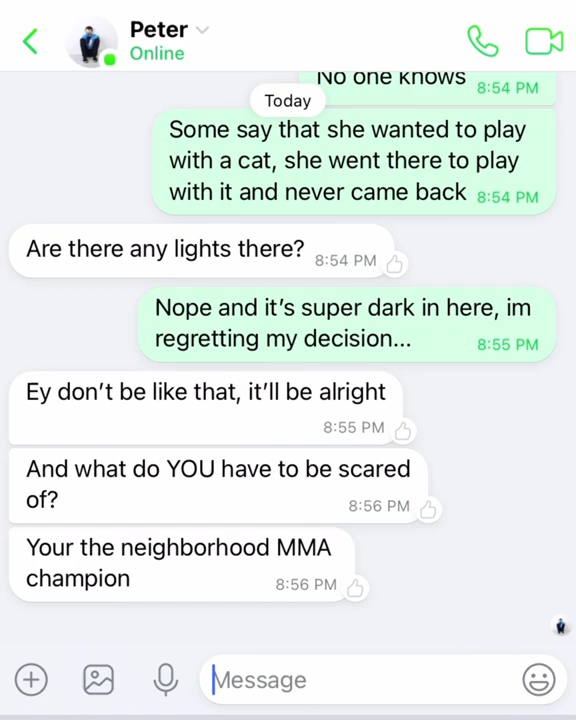 Peter
Online
No one knows
8:54 PM
Today
Some say that she wanted to play
with a cat, she went there to play
with it and never came back 8:54 PM
Are there any lights there? 8:54 PM
Nope and it's super dark in here, im
regretting my decision... 8:55 PM
Ey don't be like that, it'll be alright
8:55 PM
And what do YOU have to be scared
of? 8:56 PM
Your the neighborhood MMA
champion 8:56 PM
Message